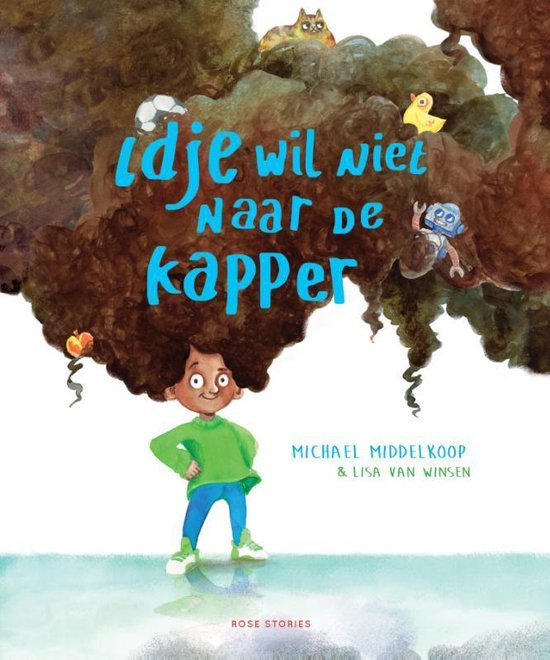 Idje wil niet
naar de
kapper
MICHAEL MIDDELKOOP
& LISA VAN WINSEN
ROSE STORIES